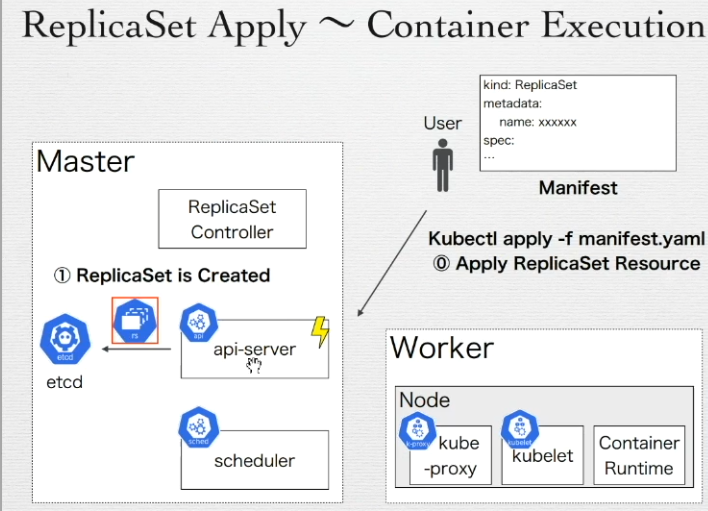 ReplicaSet Apply ～ Container Execution
kind: ReplicaSet
metadata:
name: xxxxxx
spec:
...
User
Manifest
Kubectl apply -f manifest.yaml
⓪ Apply ReplicaSet Resource
Master
ReplicaSet
Controller
① ReplicaSet is Created
rs
api
etcd
api-server
etcd
sched
scheduler
Worker
Node
k-proxy
kube
-proxy
kubelet
kubelet
Container
Runtime